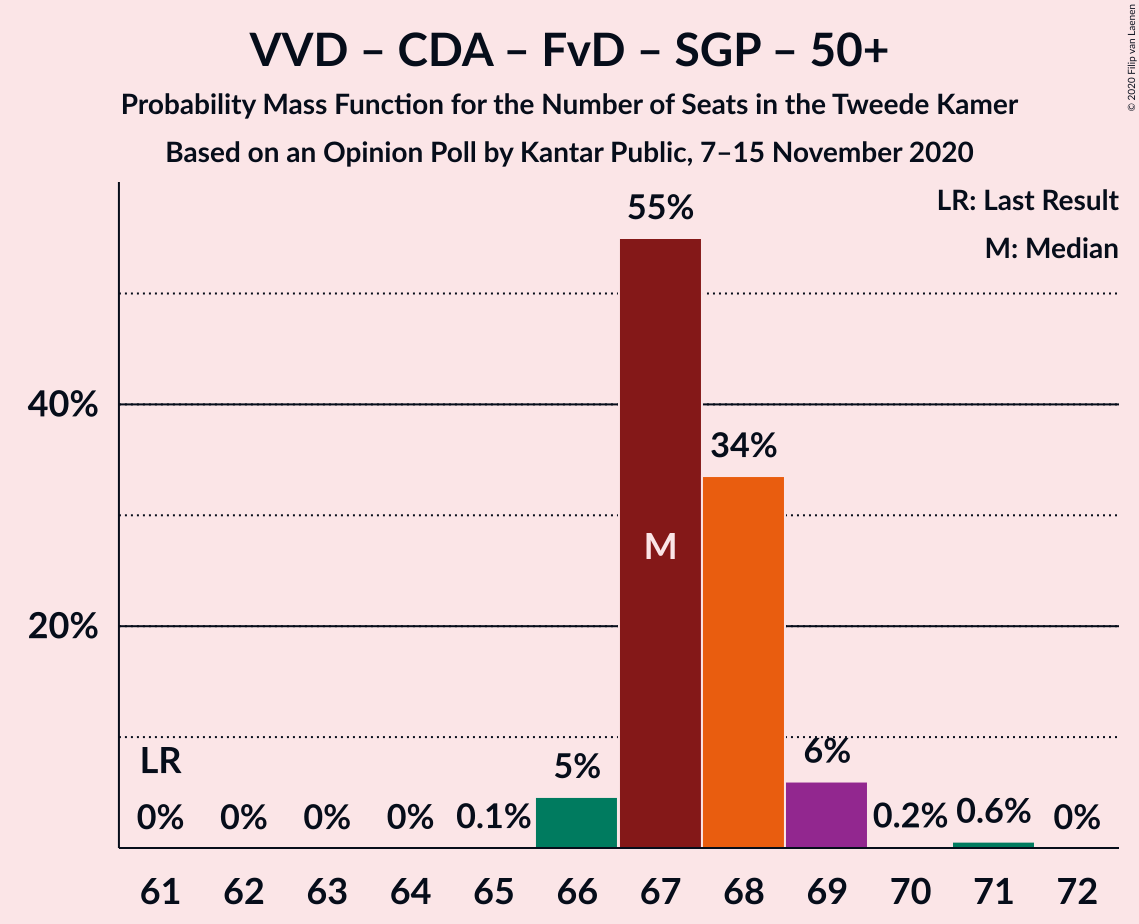 VVD – CDA – FvD – SGP – 50+
Probability Mass Function for the Number of Seats in the Tweede Kamer
Based on an Opinion Poll by Kantar Public, 7–15 November 2020
© 2020 Filip van Laenen
LR: Last Result
M: Median
55%
40%
34%
M
20%
LR
5%
6%
0% 0% 0% 0% 0.1% 0.2% 0.6% 0%
61 62 63 64 65 66 67 68 69 70 71 72